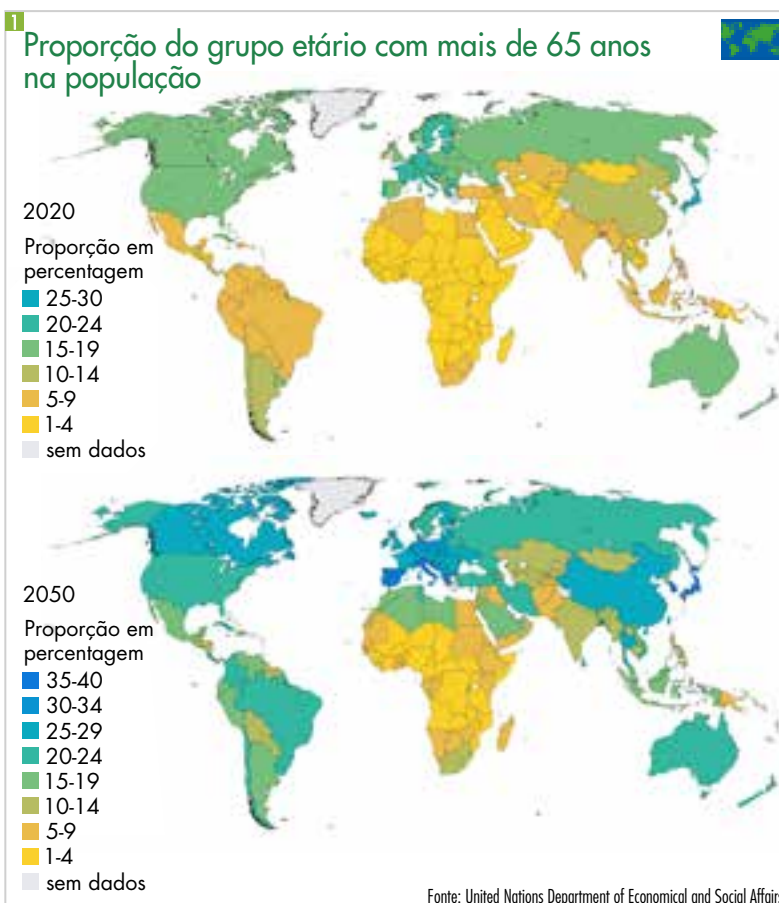 1
Proporção do grupo etário com mais de 65 anos
na população
2020
Proporção em
percentagem
25-30
20-24
15-19
10-14
5-9
1-4
sem dados
2050
Proporção em
percentagem
35-40
30-34
25-29
20-24
15-19
10-14
5-9
1-4
sem dados
Fonte: United Nations Department of Economical and Social Affairs